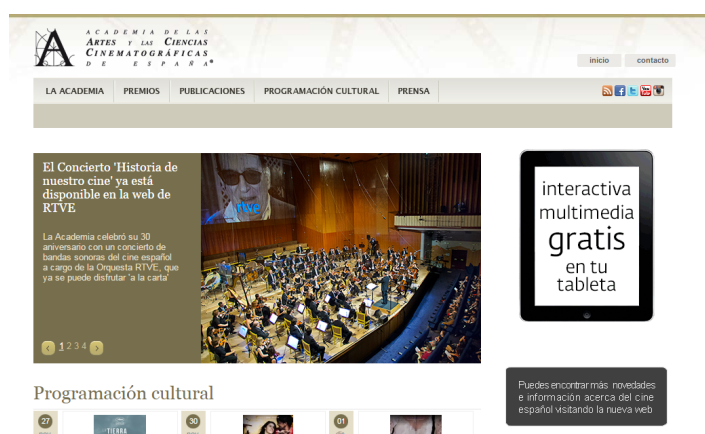 ACADEMIA DE LAS
ARTES Y LAS CIENCIAS
CINEMATOGRÁFICAS
DE ESPAÑA
inicio contacto
LA ACADEMIA PREMIOS PUBLICACIONES PROGRAMACIÓN CULTURAL PRENSA
El Concierto 'Historia de
nuestro cine' ya está
disponible en la web de
RTVE
La Academia celebró su 30
aniversario con un concierto de
bandas sonoras del cine español
a cargo de la Orquesta RTVE, que
ya se puede disfrutar 'a la carta'
1 2 3 4
rtve
interactiva
multimedia
gratis
en tu
tableta
Puedes encontrar más novedades
e información acerca del cine
español visitando la nueva web
Programación cultural
27 30 01
TIERRA